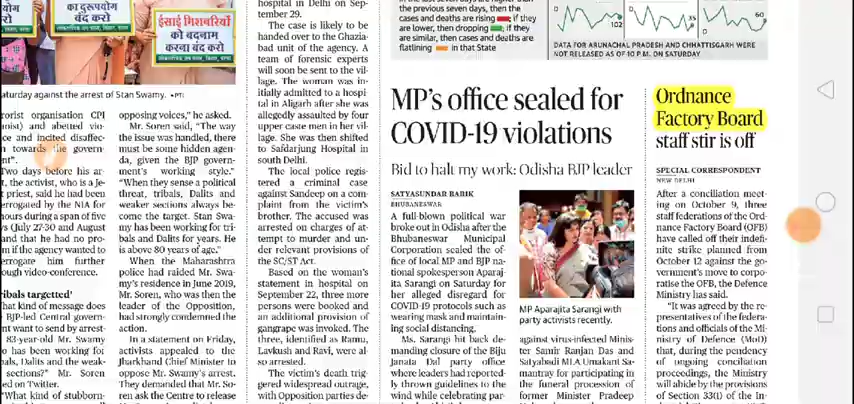 का दुरूपयोग
बंद करो
ईसाई मिशनरियों
को बदनाम
करना बंद करो
aturday against the arrest of Stan Swamy. • PTI
rorist organisation CPI
and abetted vio-
ce and incited disaffec-
n towards the govern-
nt".
Two days before his ar-
t, the activist, who is a Je-
t priest, said he had been
errogated by the NIA for
hours during a span of five
s (July 27-30 and August
and that he had no pro-
m if the agency wanted to
errogate him further
ough video-conference.
ribals targetted'
hat kind of message does
BJP-led Central govern-
nt want to send by arrest-
83-year-old Mr. Swamy
o has been working for
bals, Dalits and the weak-
sections?" Mr. Soren
ed on Twitter.
"What kind of stubborn-
opposing voices," he asked.
Mr. Soren said, "The way
the issue was handled, there
must be some hidden agen-
da, given the BJP govern-
ment's working style."
"When they sense a political
threat, tribals, Dalits and
weaker sections always be-
come the target. Stan Swa-
my has been working for tri-
bals and Dalits for years. He
is above 80 years of age."
When the Maharashtra
police had raided Mr. Swa-
my's residence in June 2019,
Mr. Soren, who was then the
leader of the Opposition,
had strongly condemned the
action.
In a statement on Friday,
activists appealed to the
Jharkhand Chief Minister to
oppose Mr. Swamy's arrest.
They demanded that Mr. So-
ren ask the Centre to release
hospital in Delhi on Sep-
tember 29.
The case is likely to be
handed over to the Ghazia-
bad unit of the agency. A
team of forensic experts
will soon be sent to the vil-
lage. The woman was in-
itially admitted to a hospi-
tal in Aligarh after she was
allegedly assaulted by four
upper caste men in her vil-
lage. She was then shifted
to Safdarjung Hospital in
south Delhi.
The local police regis-
tered a criminal case
against Sandeep on a com-
plaint from the victim's
brother. The accused was
arrested on charges of at-
tempt to murder and un-
der relevant provisions of
the SC/ST Act.
Based on the woman's
statement in hospital on
September 22, three more
persons were booked and
an additional provision of
gangrape was invoked. The
three, identified as Ramu,
Lavkush and Ravi, were al-
so arrested.
The victim's death trig-
gered widespread outrage,
with Opposition parties de-
the previous seven days, then the
cases and deaths are rising; if they
are lower, then dropping; if they
are similar, then cases and deaths are
flatlining in that State
102
35
60
DATA FOR ARUNACHAL PRADESH AND CHHATTISGARH WERE
NOT RELEASED AS OF 10 P.M. ON SATURDAY
MP's office sealed for
COVID-19 violations
Bid to halt my work: Odisha BJP leader
SATYASUNDAR BARIK
BHUBANESWAR
A full-blown political war
broke out in Odisha after the
Bhubaneswar Municipal
Corporation sealed the of-
fice of local MP and BJP na-
tional spokesperson Aparaj-
ita Sarangi on Saturday for
her alleged disregard for
COVID-19 protocols such as
wearing mask and maintain-
ing social distancing.
Ms. Sarangi hit back de-
manding closure of the Biju
Janata Dal party office
where leaders had reported-
ly thrown guidelines to the
wind while celebrating par-
MP Aparajita Sarangi with
party activists recently.
against virus-infected Minis-
ter Samir Ranjan Das and
Satyabadi MLA Umakant Sa-
mantray for participating in
the funeral procession of
former Minister Pradeep
Ordnance
Factory Board
staff stir is off
SPECIAL CORRESPONDENT
NEW DELHI
After a conciliation meet-
ing on October 9, three
staff federations of the Ord-
nance Factory Board (OFB)
have called off their indefi-
nite strike planned from
October 12 against the go-
vernment's move to corpo-
ratise the OFB, the Defence
Ministry has said.
"It was agreed by the re-
presentatives of the federa-
tions and officials of the Mi-
nistry of Defence (MoD)
that, during the pendency
of ongoing conciliation
proceedings, the Ministry
will abide by the provisions
of Section 33(1) of the In-